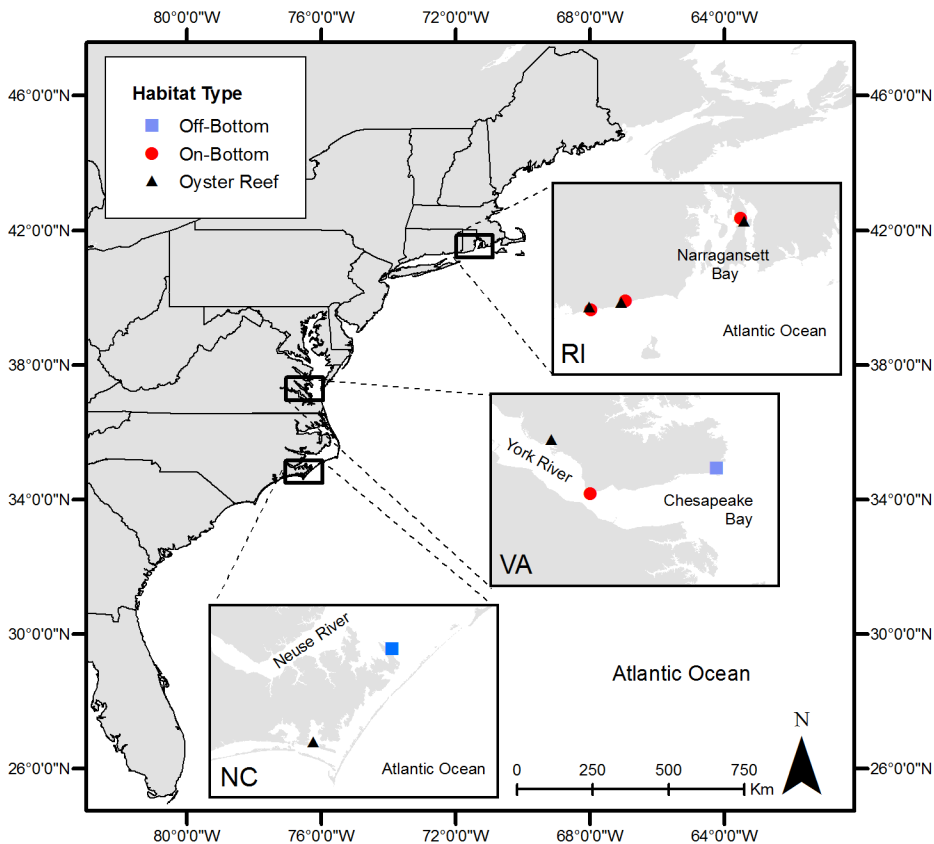 80°0'0"W 76°0'0"W 72°0'0"W 68°0'0"W 64°0'0"W
Habitat Type
Off-Bottom
On-Bottom
Oyster Reef
46°0'0"N 46°0'0"N
42°0'0"N 42°0'0"N
Narragansett
Bay
Atlantic Ocean
RI
38°0'0"N 38°0'0"N
York River
Chesapeake
Bay
VA
34°0'0"N 34°0'0"N
30°0'0"N 30°0'0"N
Neuse River
Atlantic Ocean
NC
Atlantic Ocean
N
0 250 500 750
Km
26°0'0"N 26°0'0"N
80°0'0"W 76°0'0"W 72°0'0"W 68°0'0"W 64°0'0"W